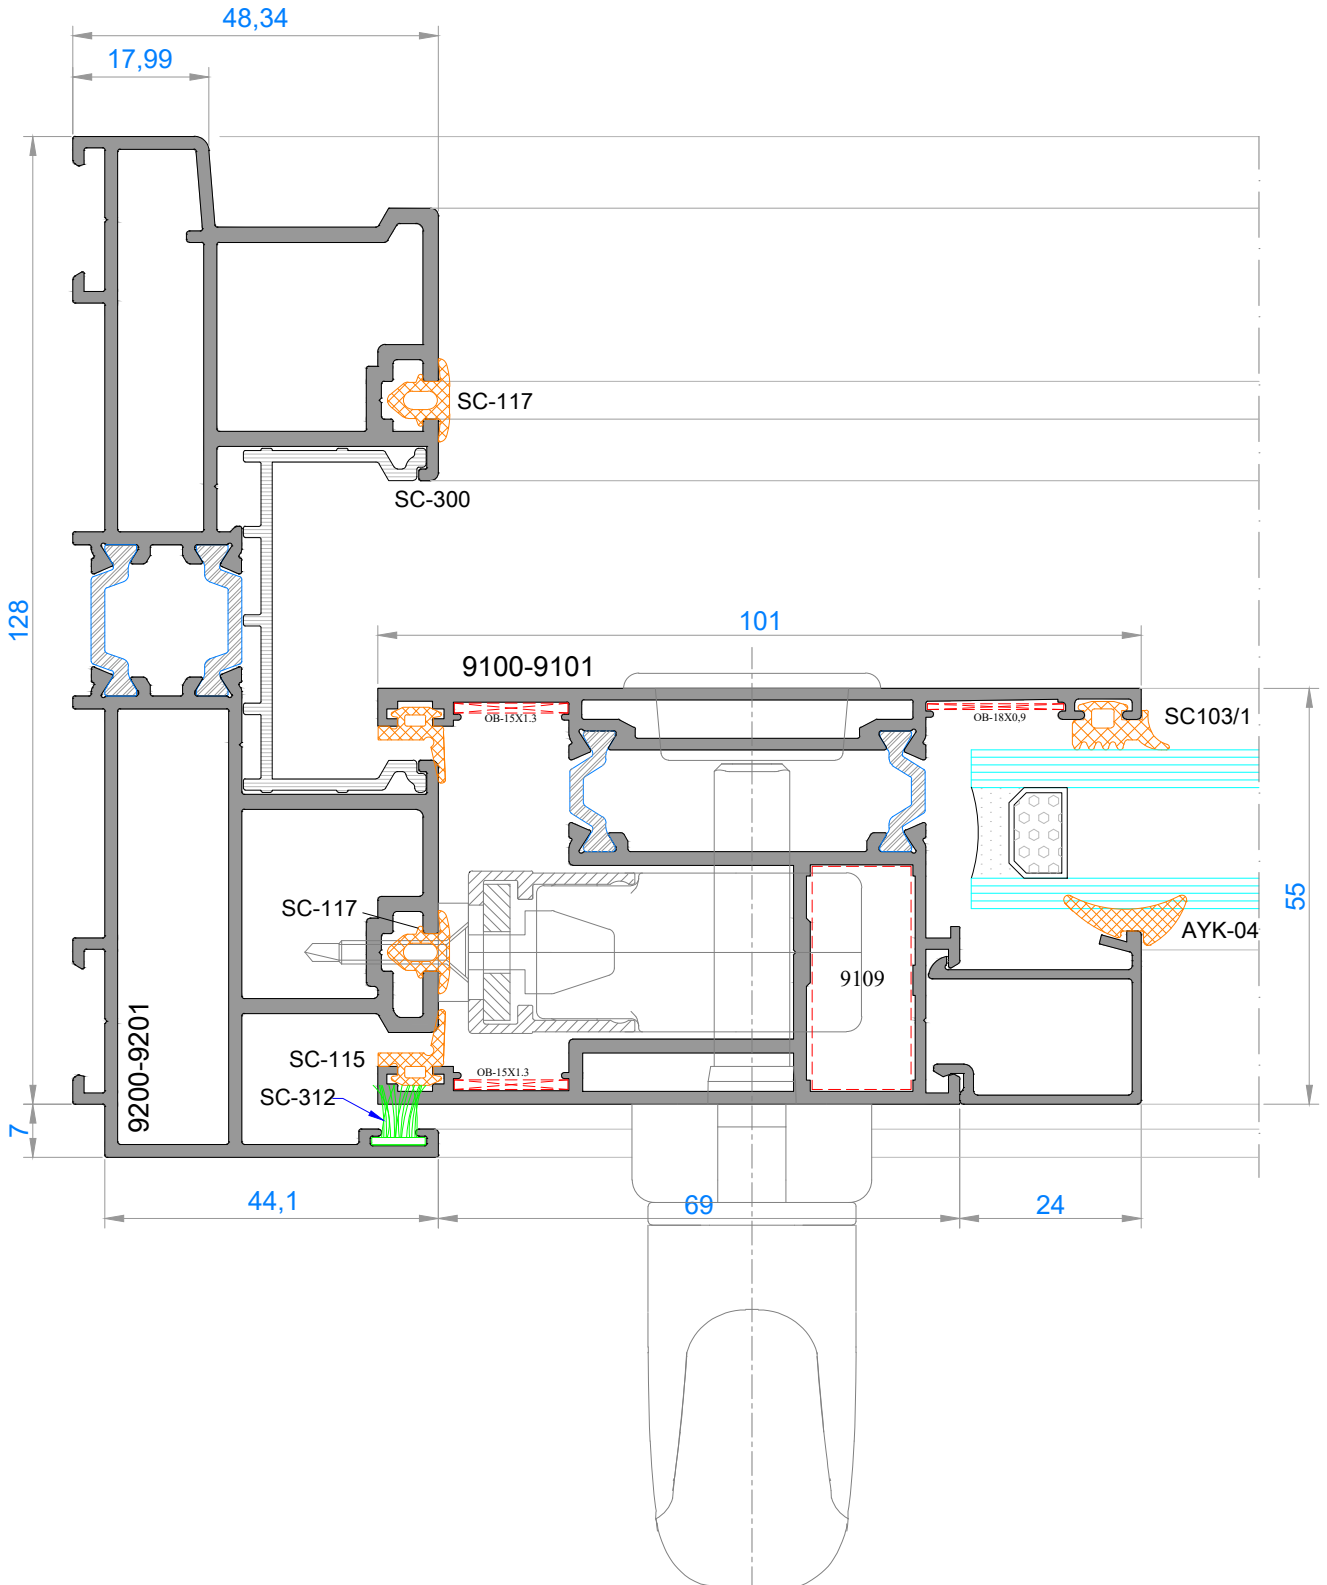 48,34
17,99
SC-117
SC-300
128
101
9100-9101
OB-15X1.3
OB-18X0,9
SC103/1
55
SC-117
AYK-04
9109
9200-9201
SC-115
OB-15X1.3
SC-312
7
44,1
69
24